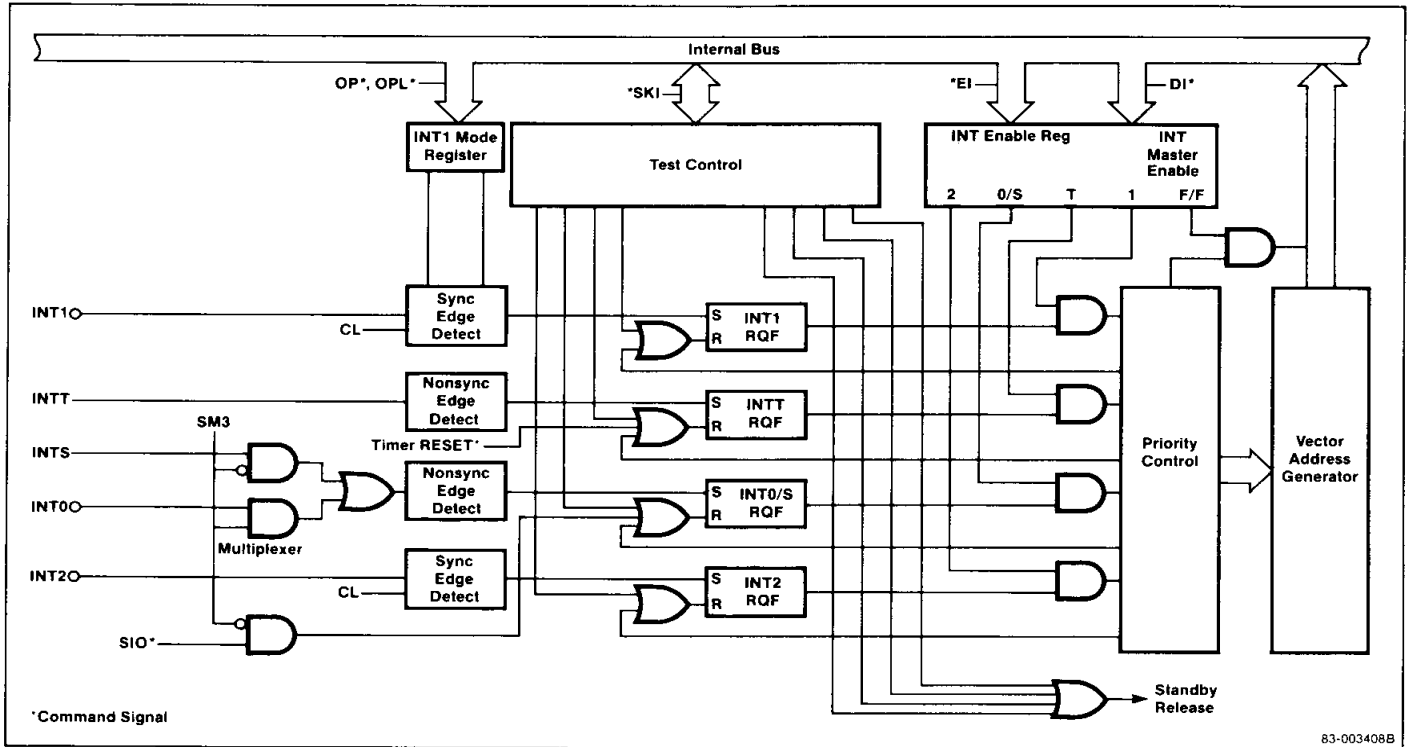 Internal Bus
OP*, OPL*
*SKI
*EI
DI*
INT1 Mode
Register
Test Control
INT Enable Reg
INT
Master
Enable
2
0/S
T
1
F/F
INT1
CL
Sync
Edge
Detect
S
R
INT1
RQF
INTT
Nonsync
Edge
Detect
Timer RESET*
S
R
INTT
RQF
SM3
INTS
INT0
Multiplexer
Nonsync
Edge
Detect
S
R
INT0/S
RQF
INT2
CL
Sync
Edge
Detect
S
R
INT2
RQF
SIO*
Priority
Control
Vector
Address
Generator
Standby
Release
*Command Signal
83-003408B